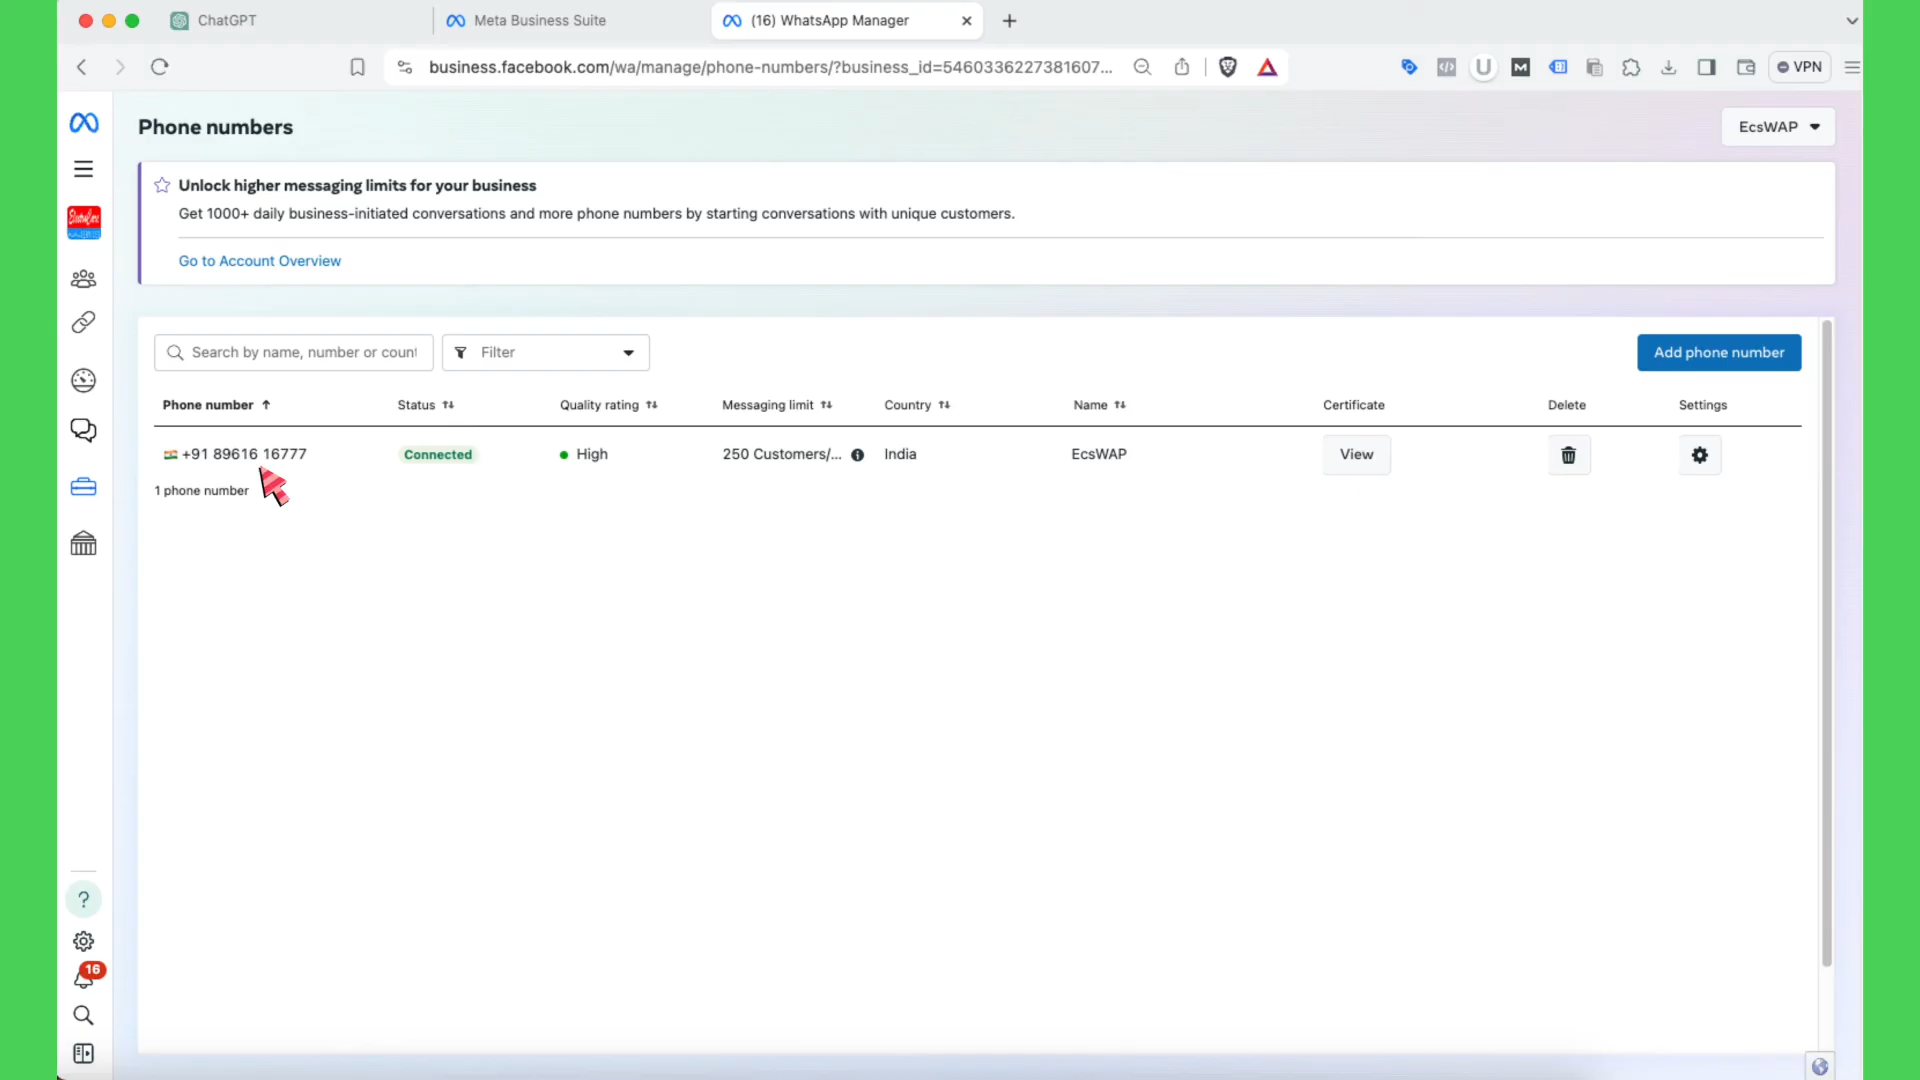 ChatGPT
Meta Business Suite
(16) WhatsApp Manager
business.facebook.com/wa/manage/phone-numbers/?business_id=5460336227381607...
VPN
Phone numbers
EcsWAP
Unlock higher messaging limits for your business
Get 1000+ daily business-initiated conversations and more phone numbers by starting conversations with unique customers.
Go to Account Overview
Search by name, number or count
Filter
Add phone number
Phone number Status Quality rating Messaging limit Country Name Certificate Delete Settings
+91 89616 16777 Connected High 250 Customers/... India EcsWAP View
1 phone number
16